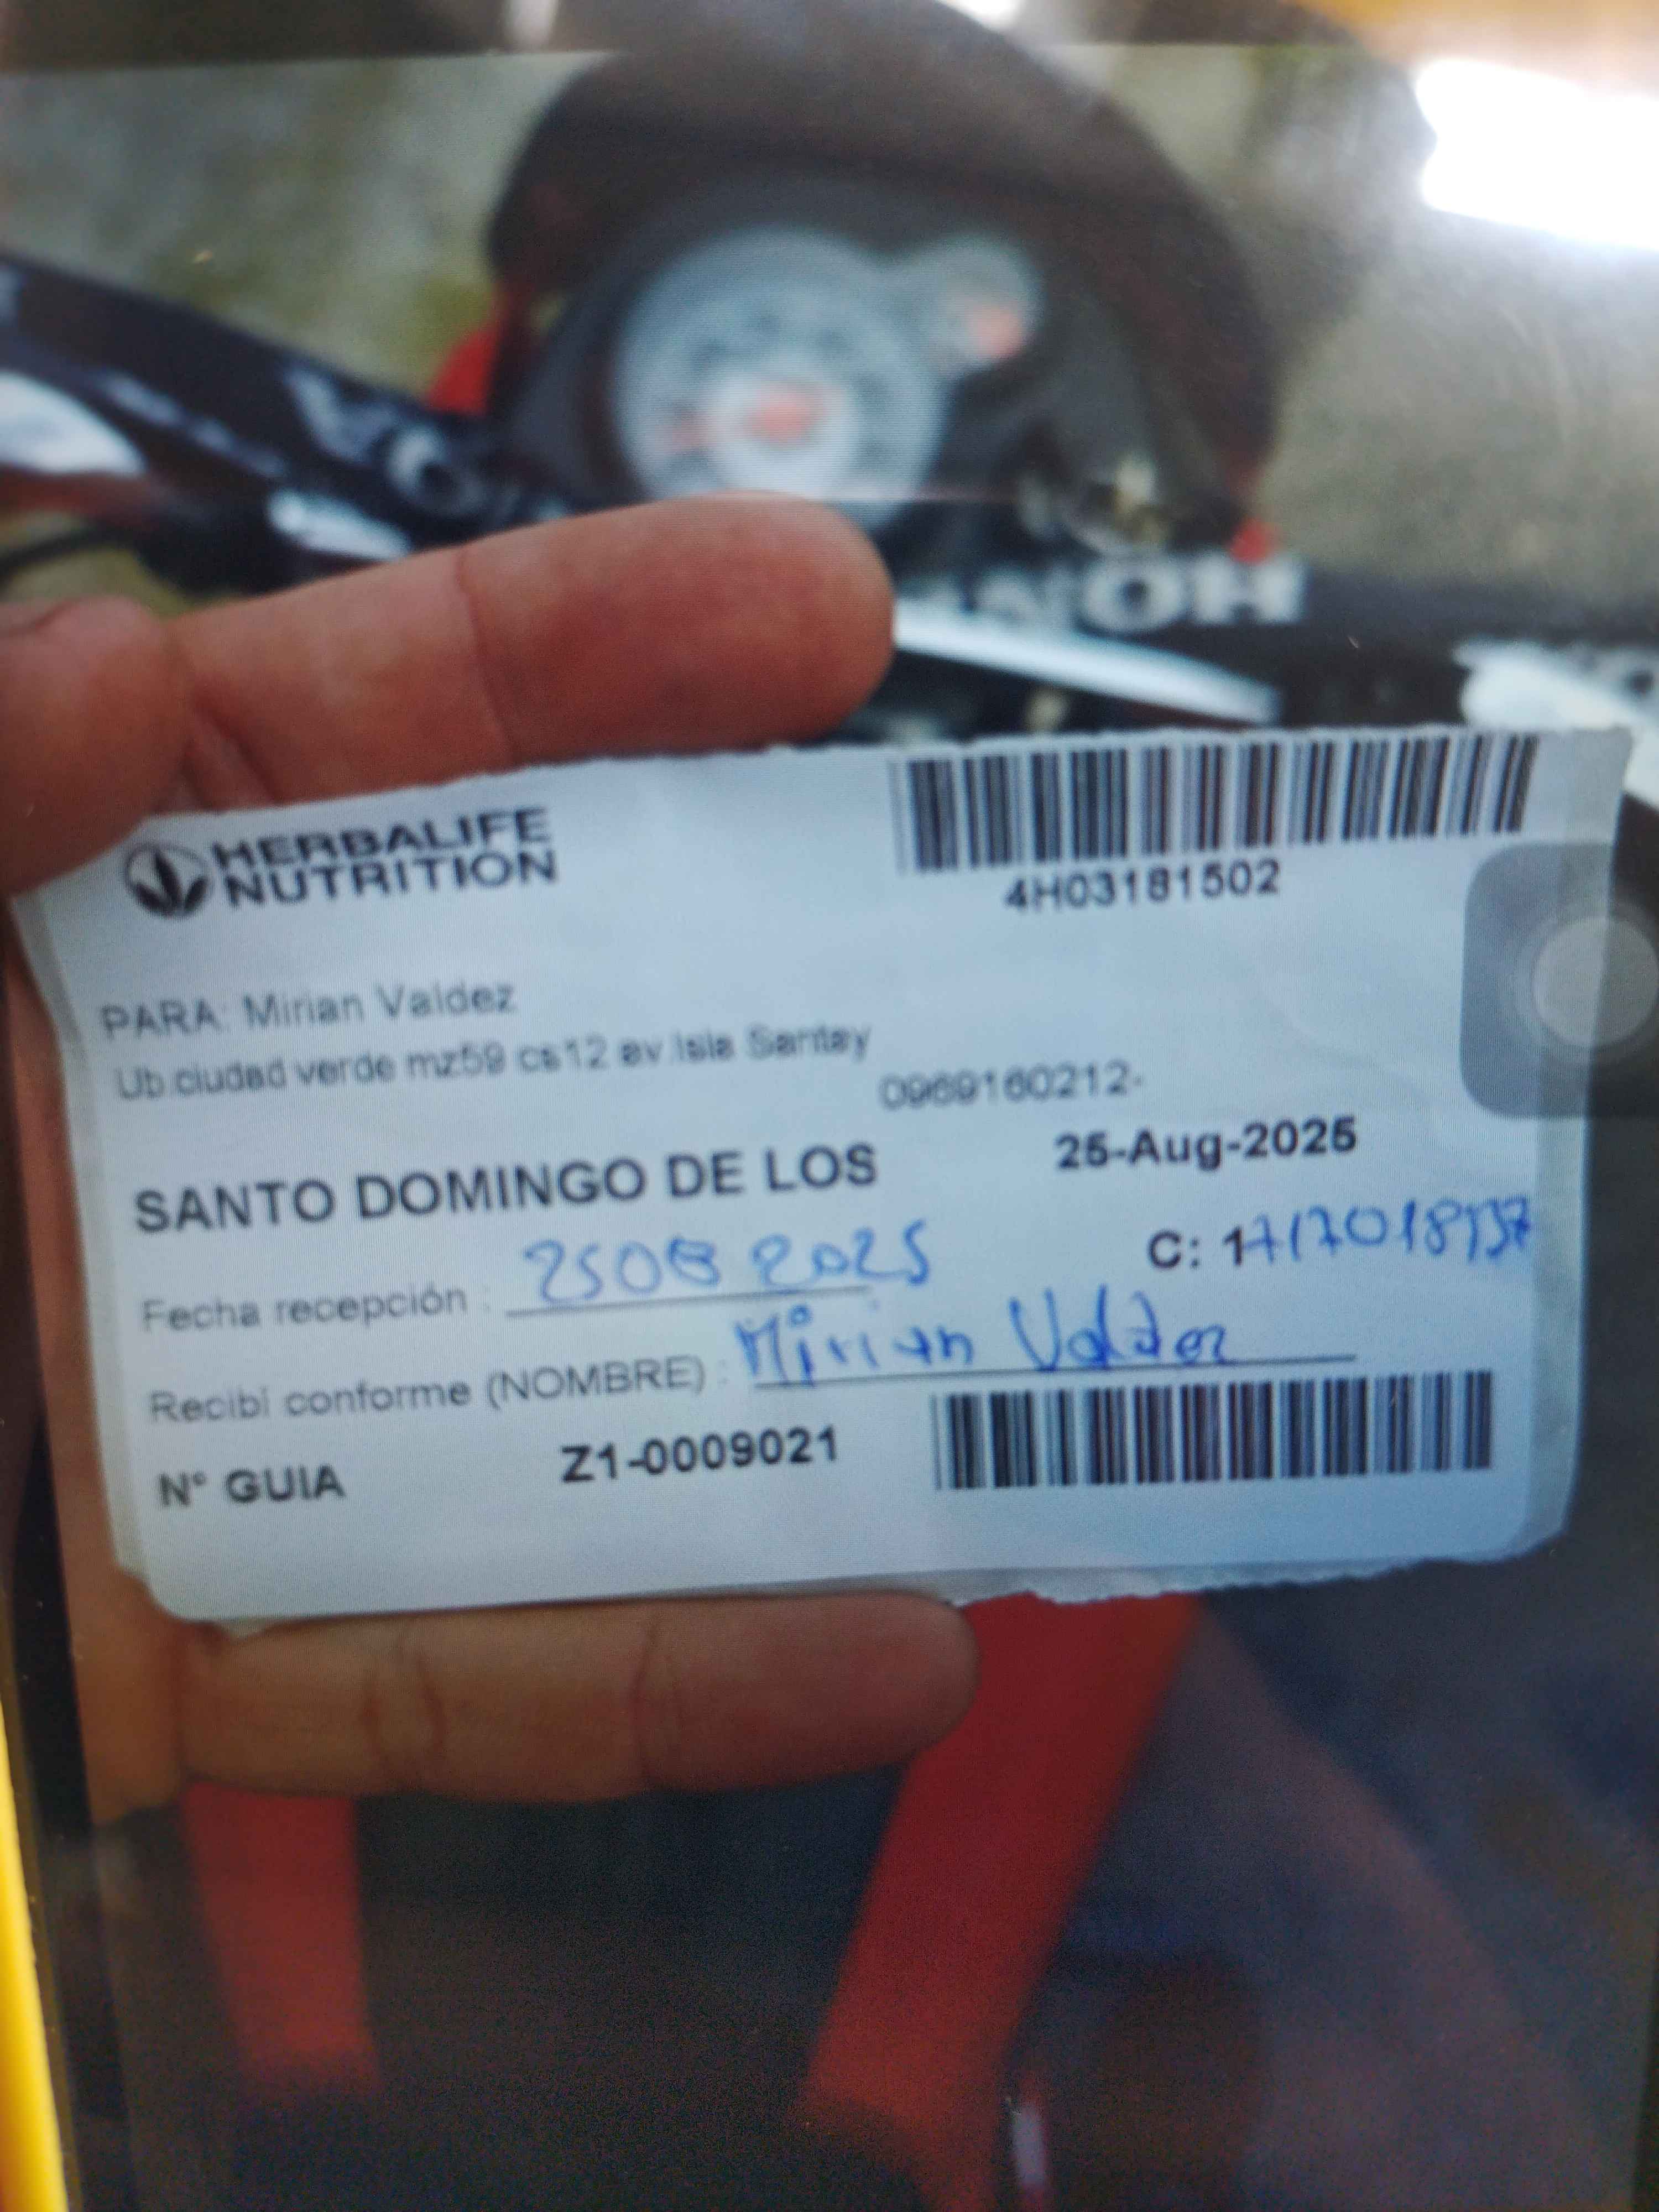 HERBALIFE
NUTRITION
4H03181502
PARA: Mirian Valdez
Ub.ciudad verde mz59 cs12 av.Isla Santay
0969160212-
SANTO DOMINGO DE LOS
25-Aug-2025
Fecha recepción : 2508 2025
C:
Recibí conforme (NOMBRE) : Mirian Valdez
N° GUIA Z1-0009021